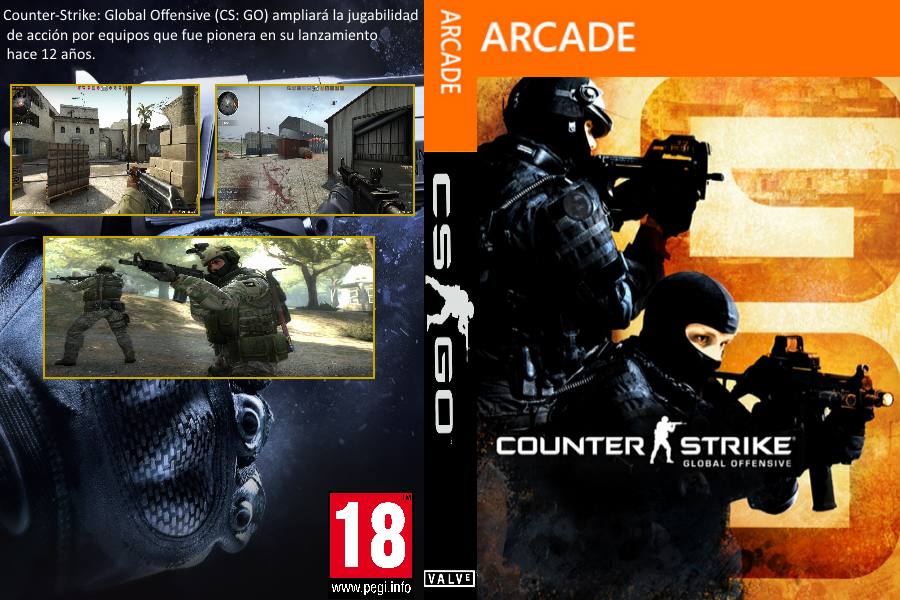 Counter-Strike: Global Offensive (CS: GO) ampliará la jugabilidad
de acción por equipos que fue pionera en su lanzamiento
hace 12 años.
18
www.pegi.info
ARCADE
CS GO
VALVE
ARCADE
COUNTER STRIKE
GLOBAL OFFENSIVE